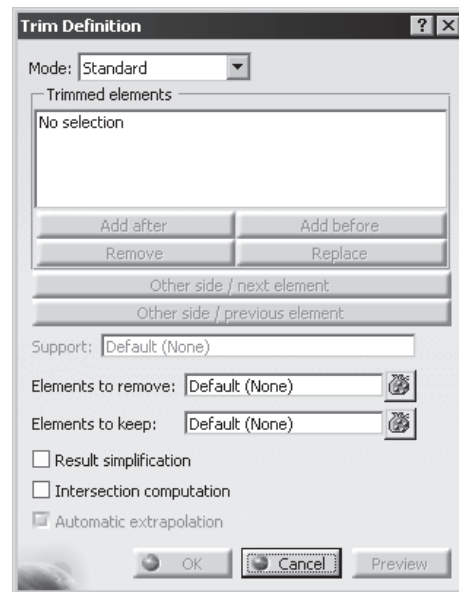 Trim Definition
Mode: Standard
Trimmed elements
No selection
Add after Add before
Remove Replace
Other side / next element
Other side / previous element
Support: Default (None)
Elements to remove: Default (None)
Elements to keep: Default (None)
Result simplification
Intersection computation
Automatic extrapolation
OK Cancel Preview